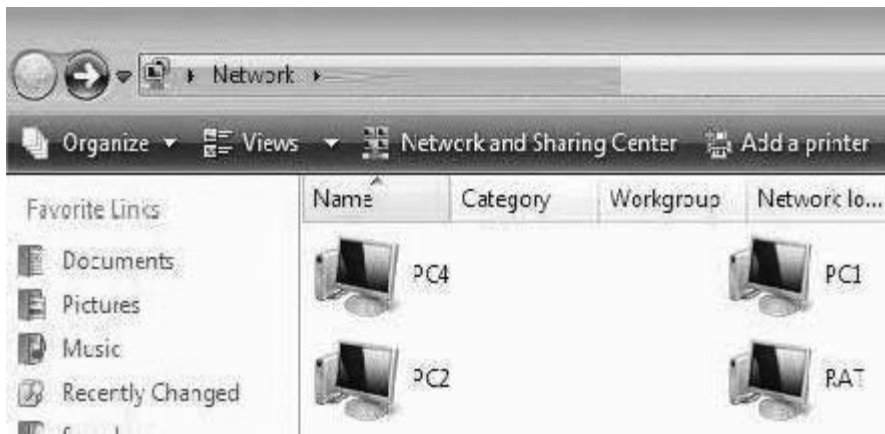 Network
Organize Views Network and Sharing Center Add a printer
Favorite Links
Name Category Workgroup Network lo...
Documents
Pictures
Music
Recently Changed
PC4 PC1
PC2 RAT